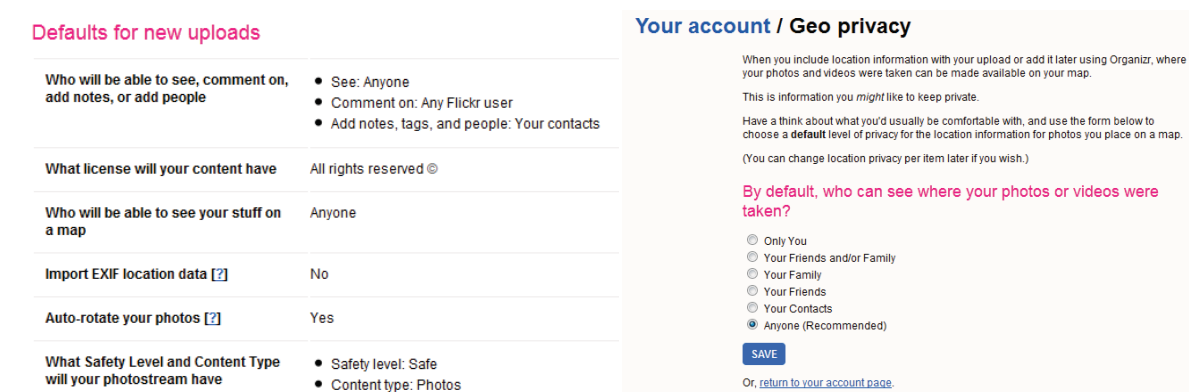 Defaults for new uploads
Who will be able to see, comment on,
add notes, or add people
• See: Anyone
• Comment on: Any Flickr user
• Add notes, tags, and people: Your contacts
What license will your content have
All rights reserved ©
Who will be able to see your stuff on
a map
Anyone
Import EXIF location data [?]
No
Auto-rotate your photos [?]
Yes
What Safety Level and Content Type
will your photostream have
• Safety level: Safe
• Content type: Photos
Your account / Geo privacy
When you include location information with your upload or add it later using Organizr, where
your photos and videos were taken can be made available on your map.
This is information you might like to keep private.
Have a think about what you'd usually be comfortable with, and use the form below to
choose a default level of privacy for the location information for photos you place on a map.
(You can change location privacy per item later if you wish.)
By default, who can see where your photos or videos were
taken?
Only You
Your Friends and/or Family
Your Family
Your Friends
Your Contacts
Anyone (Recommended)
SAVE
Or, return to your account page.